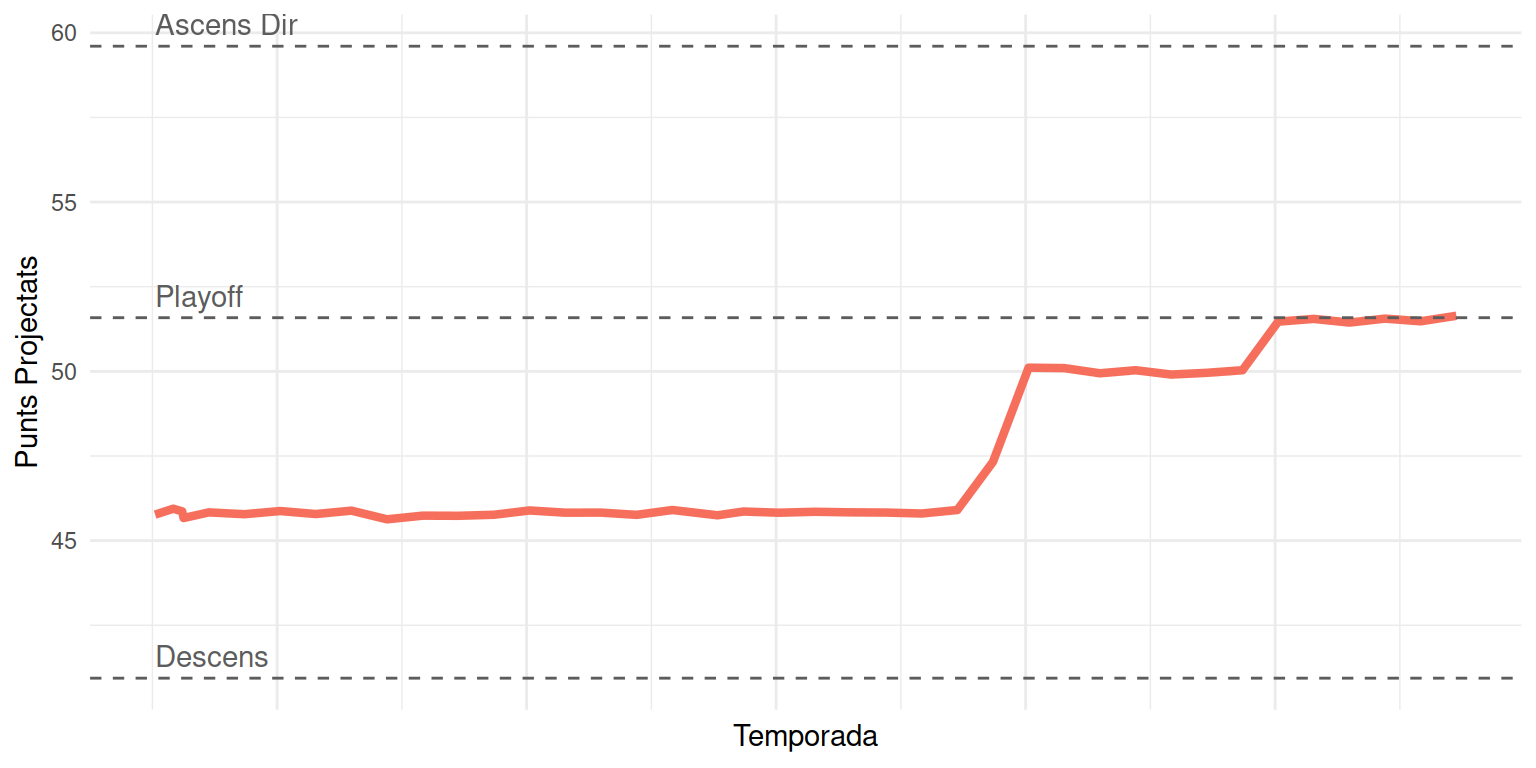 Ascens Dir
60
55
Playoff
50
45
Descens
Punts Projectats
Temporada